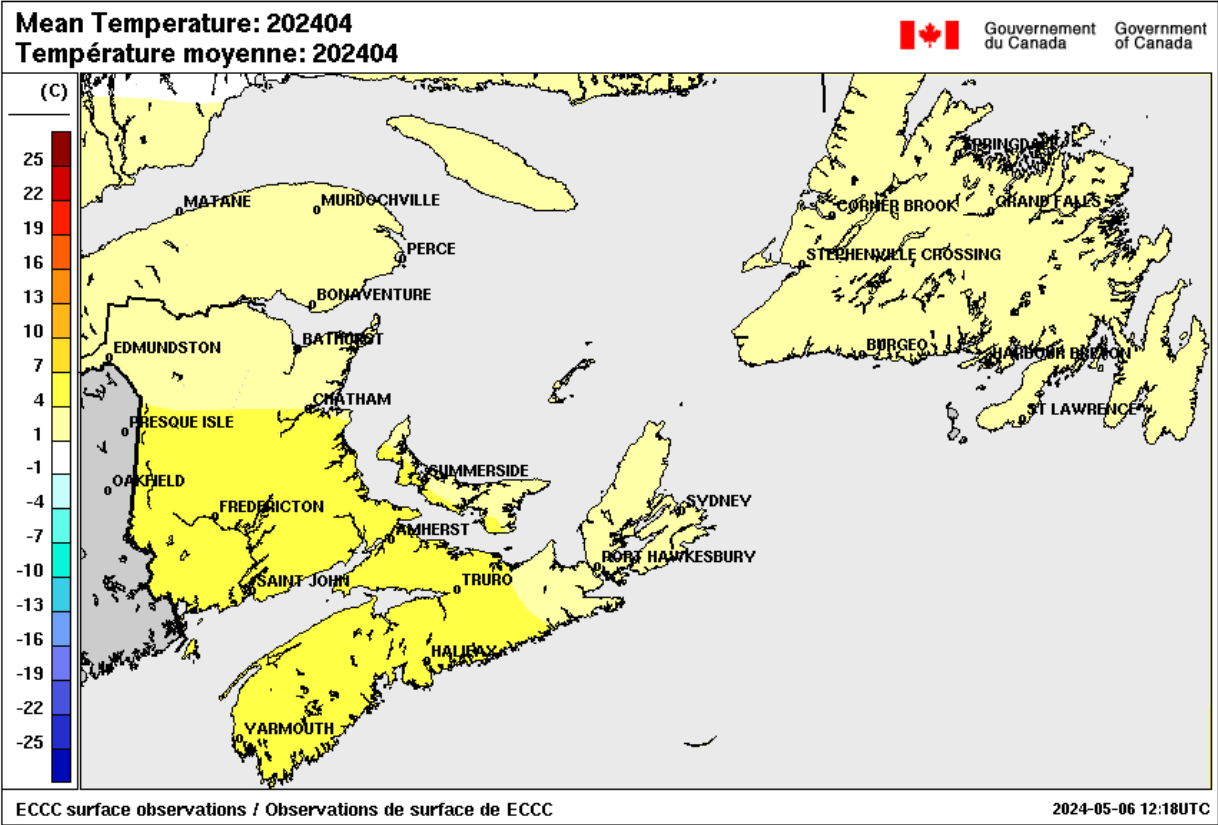 Mean Temperature: 202404
Température moyenne: 202404
Gouvernement du Canada
Government of Canada
(C)
25
22
19
16
13
10
7
4
1
-1
-4
-7
-10
-13
-16
-19
-22
-25
SPRINGDALE
MATANE
MURDOCHVILLE
CORNER BROOK
GRAND FALLS
PERCE
STEPHENVILLE CROSSING
BONAVENTURE
BATHURST
EDMUNDSTON
BURGEO
HARBOUR BRETON
CHATHAM
ST LAWRENCE
PRESQUE ISLE
SUMMERSIDE
OAKFIELD
SYDNEY
FREDERICTON
AMHERST
PORT HAWKESBURY
SAINT JOHN
TRURO
HALIFAX
YARMOUTH
ECCC surface observations / Observations de surface de ECCC
2024-05-06 12:18UTC